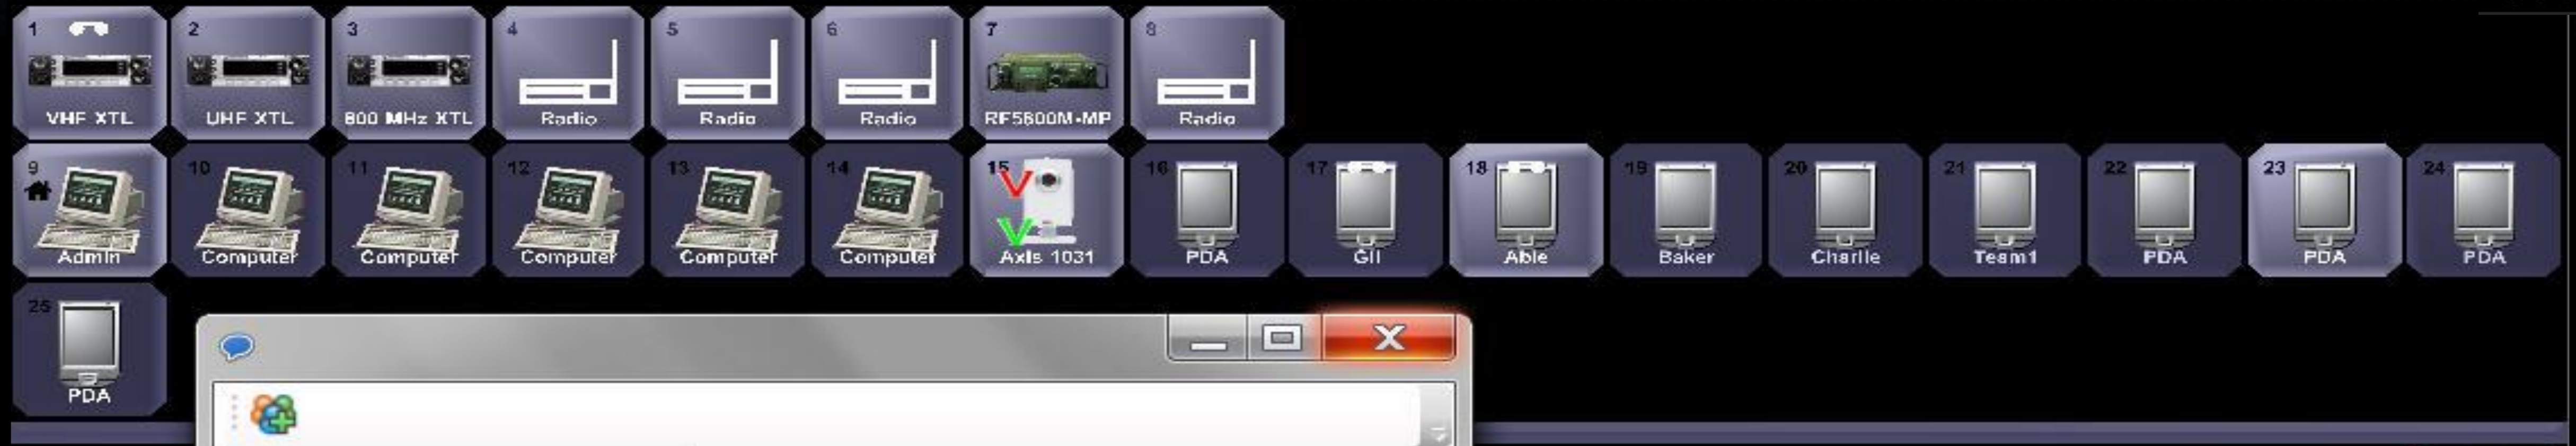 1 2 3 4 5 6 7 8
VHF XTL UHF XTL 800 MHz XTL Radio Radio Radio RF5800M-MP Radio
9 10 11 12 13 14 15 16 17 18 19 20 21 22 23 24
V
V
Admin Computer Computer Computer Computer Computer Axis 1031 PDA Gil Able Baker Charlie Team1 PDA PDA PDA
25
PDA
X